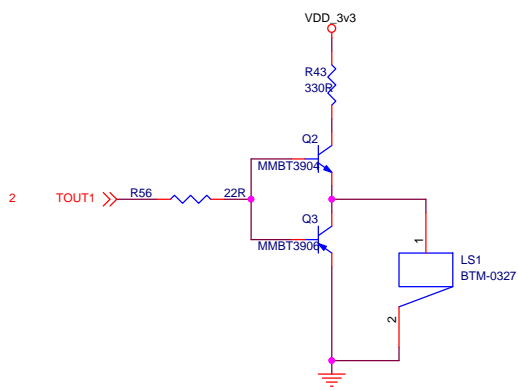 VDD_3v3
R43
330R
Q2
MMBT3904
2 TOUT1 R56 22R
Q3
MMBT3906
1
LS1
BTM-0327
2